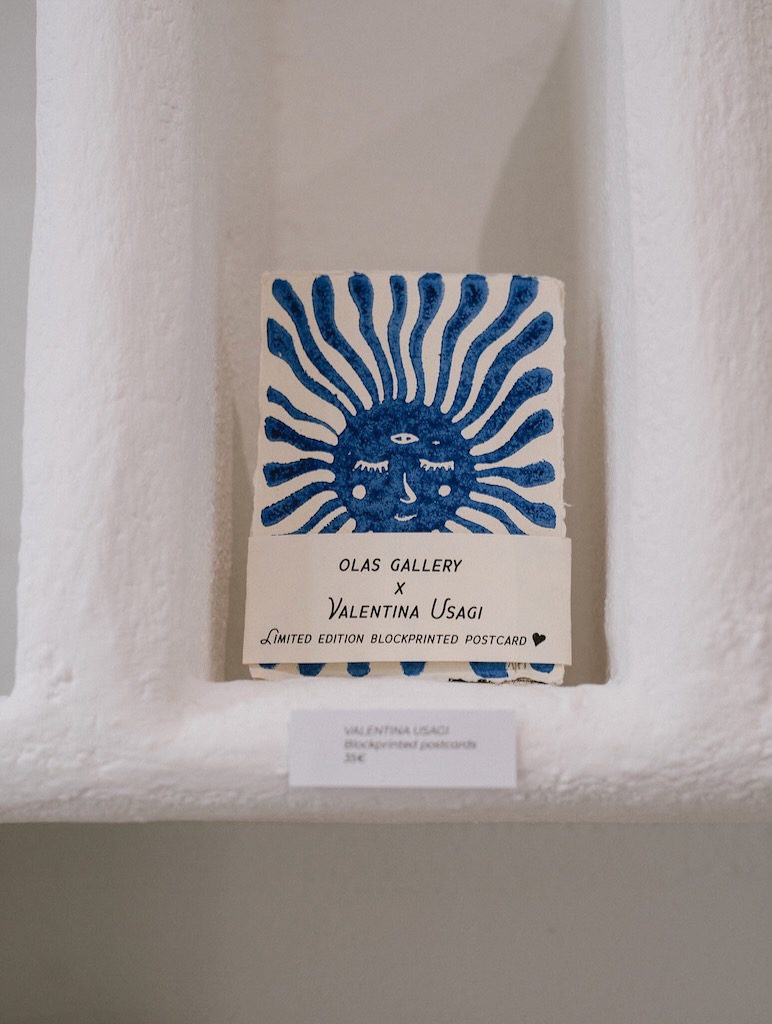 OLAS GALLERY
X
VALENTINA USAGI
LIMITED EDITION BLOCKPRINTED POSTCARD ♥
VALENTINA USAGI
Blockprinted postcards
35€